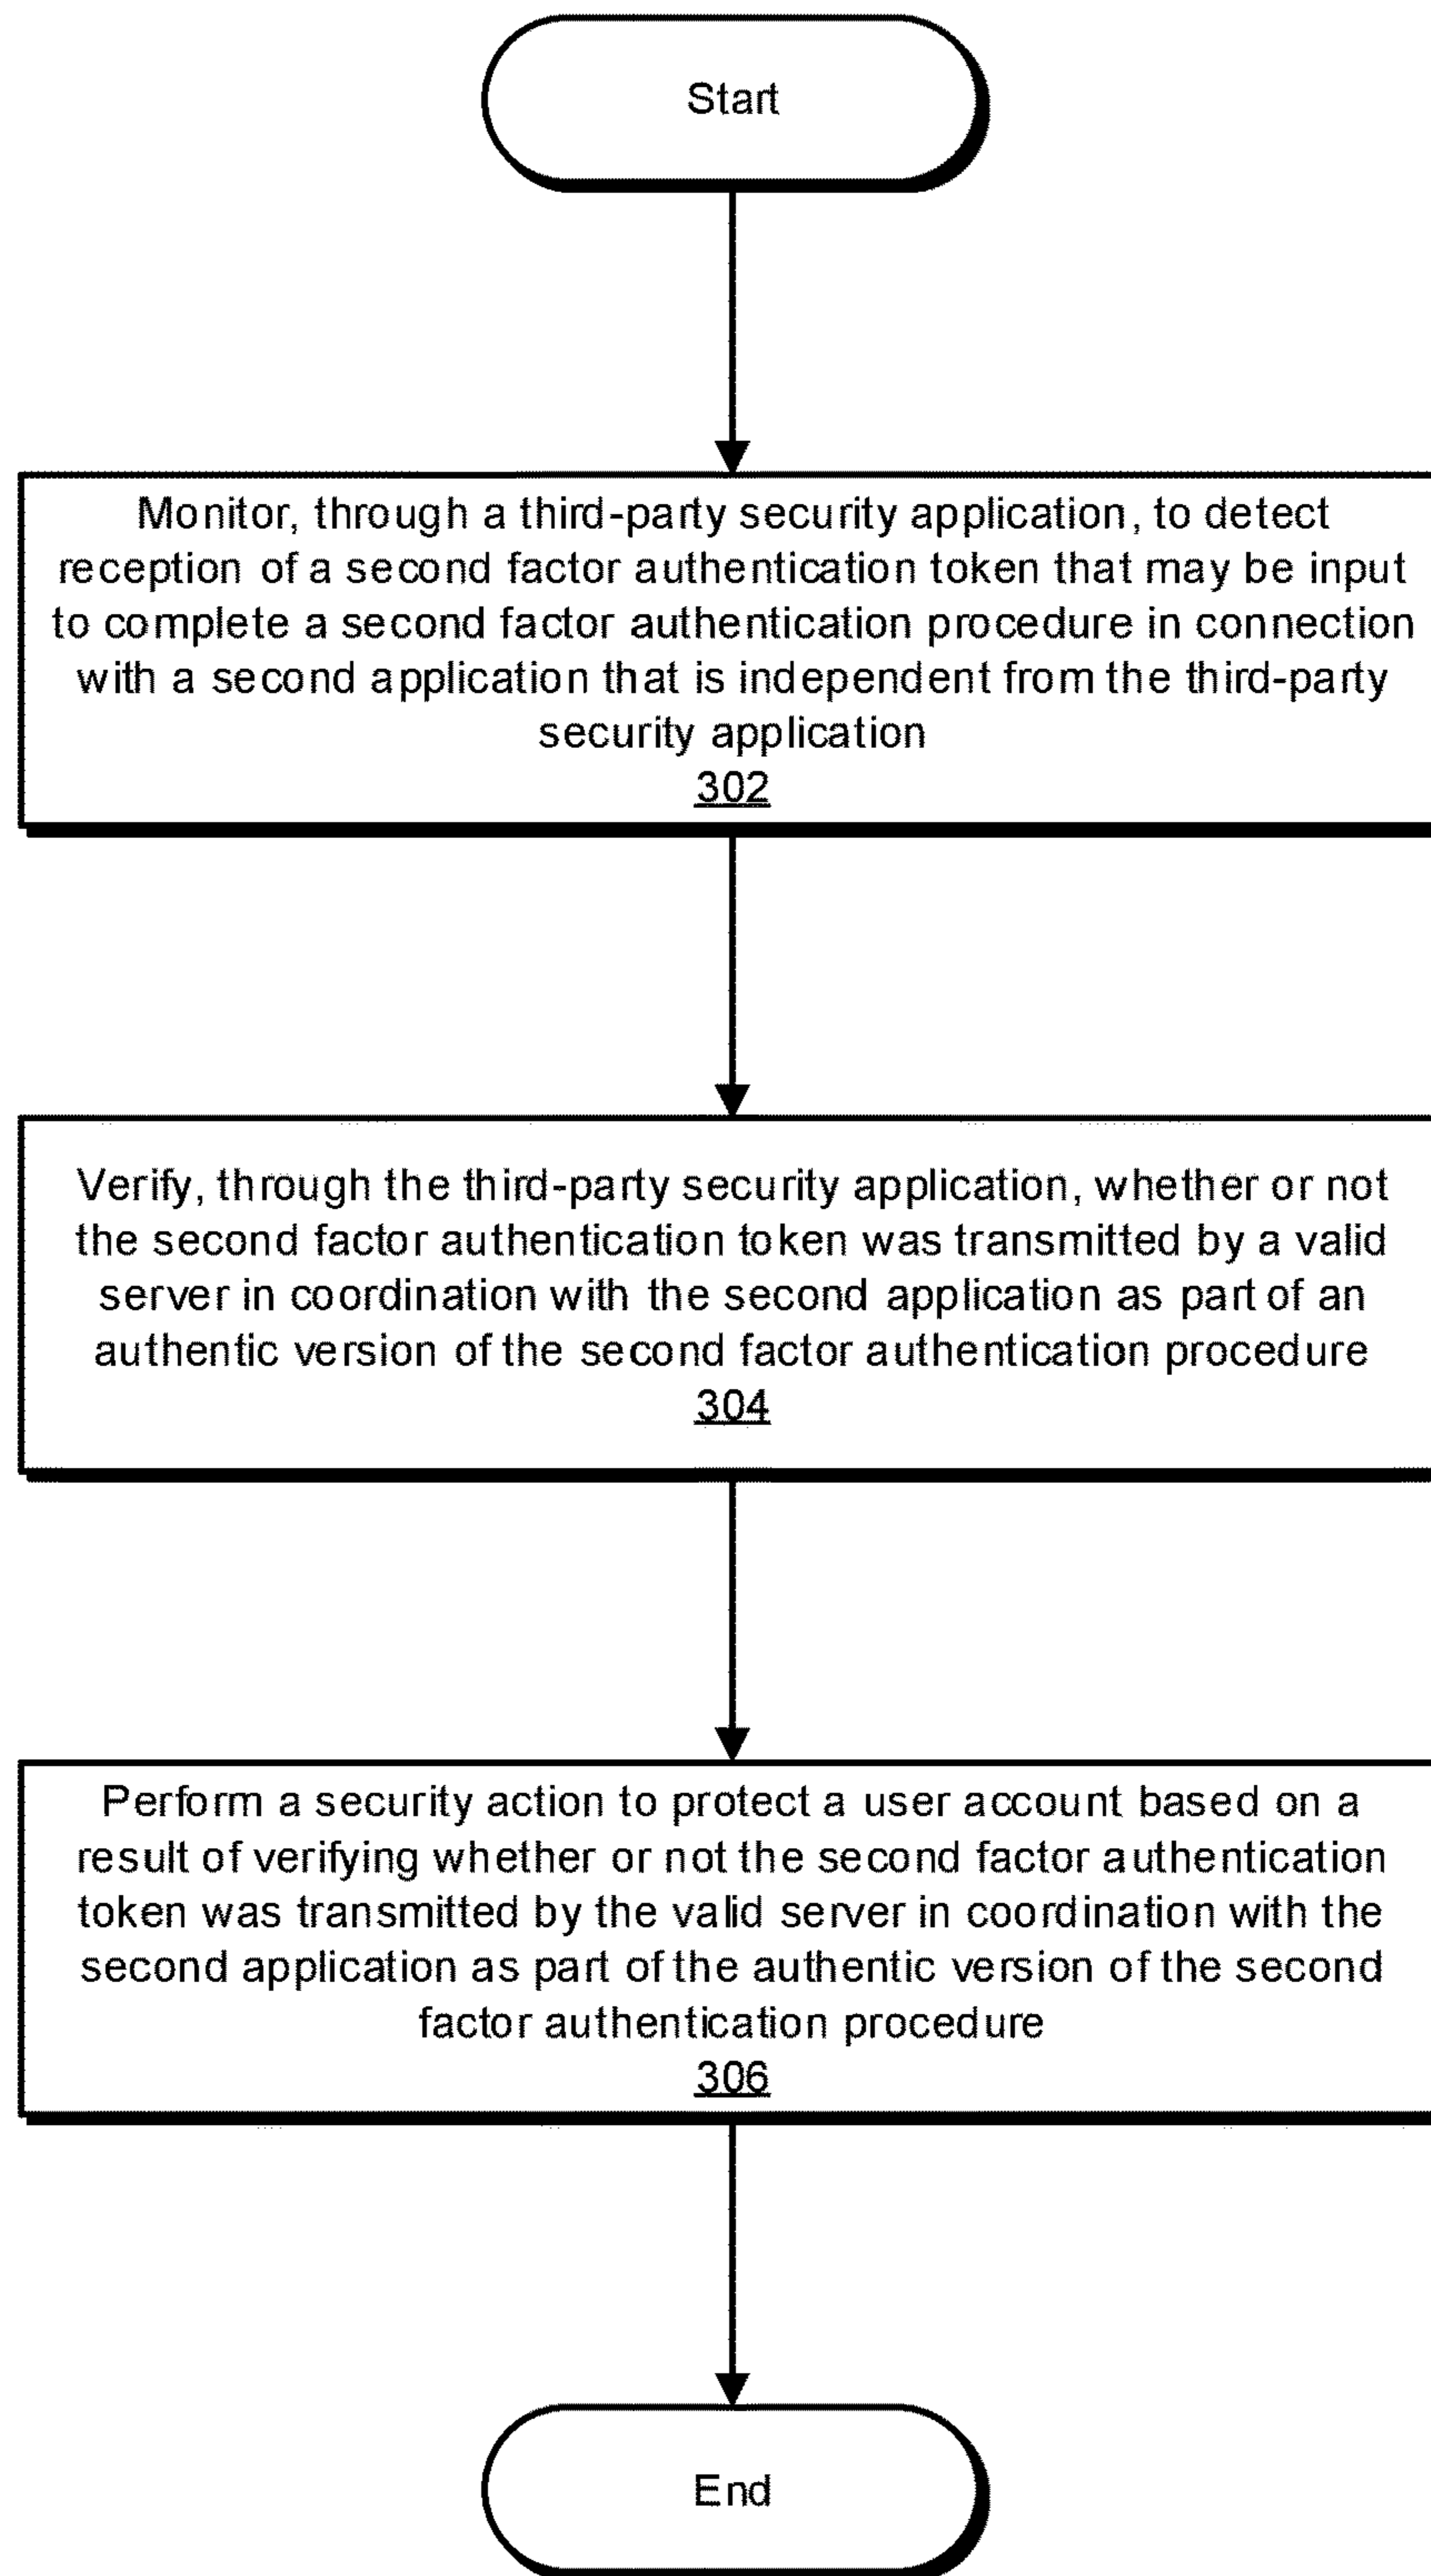 Start
Monitor, through a third-party security application, to detect
reception of a second factor authentication token that may be input
to complete a second factor authentication procedure in connection
with a second application that is independent from the third-party
security application
302
Verify, through the third-party security application, whether or not
the second factor authentication token was transmitted by a valid
server in coordination with the second application as part of an
authentic version of the second factor authentication procedure
304
Perform a security action to protect a user account based on a
result of verifying whether or not the second factor authentication
token was transmitted by the valid server in coordination with the
second application as part of the authentic version of the second
factor authentication procedure
306
End